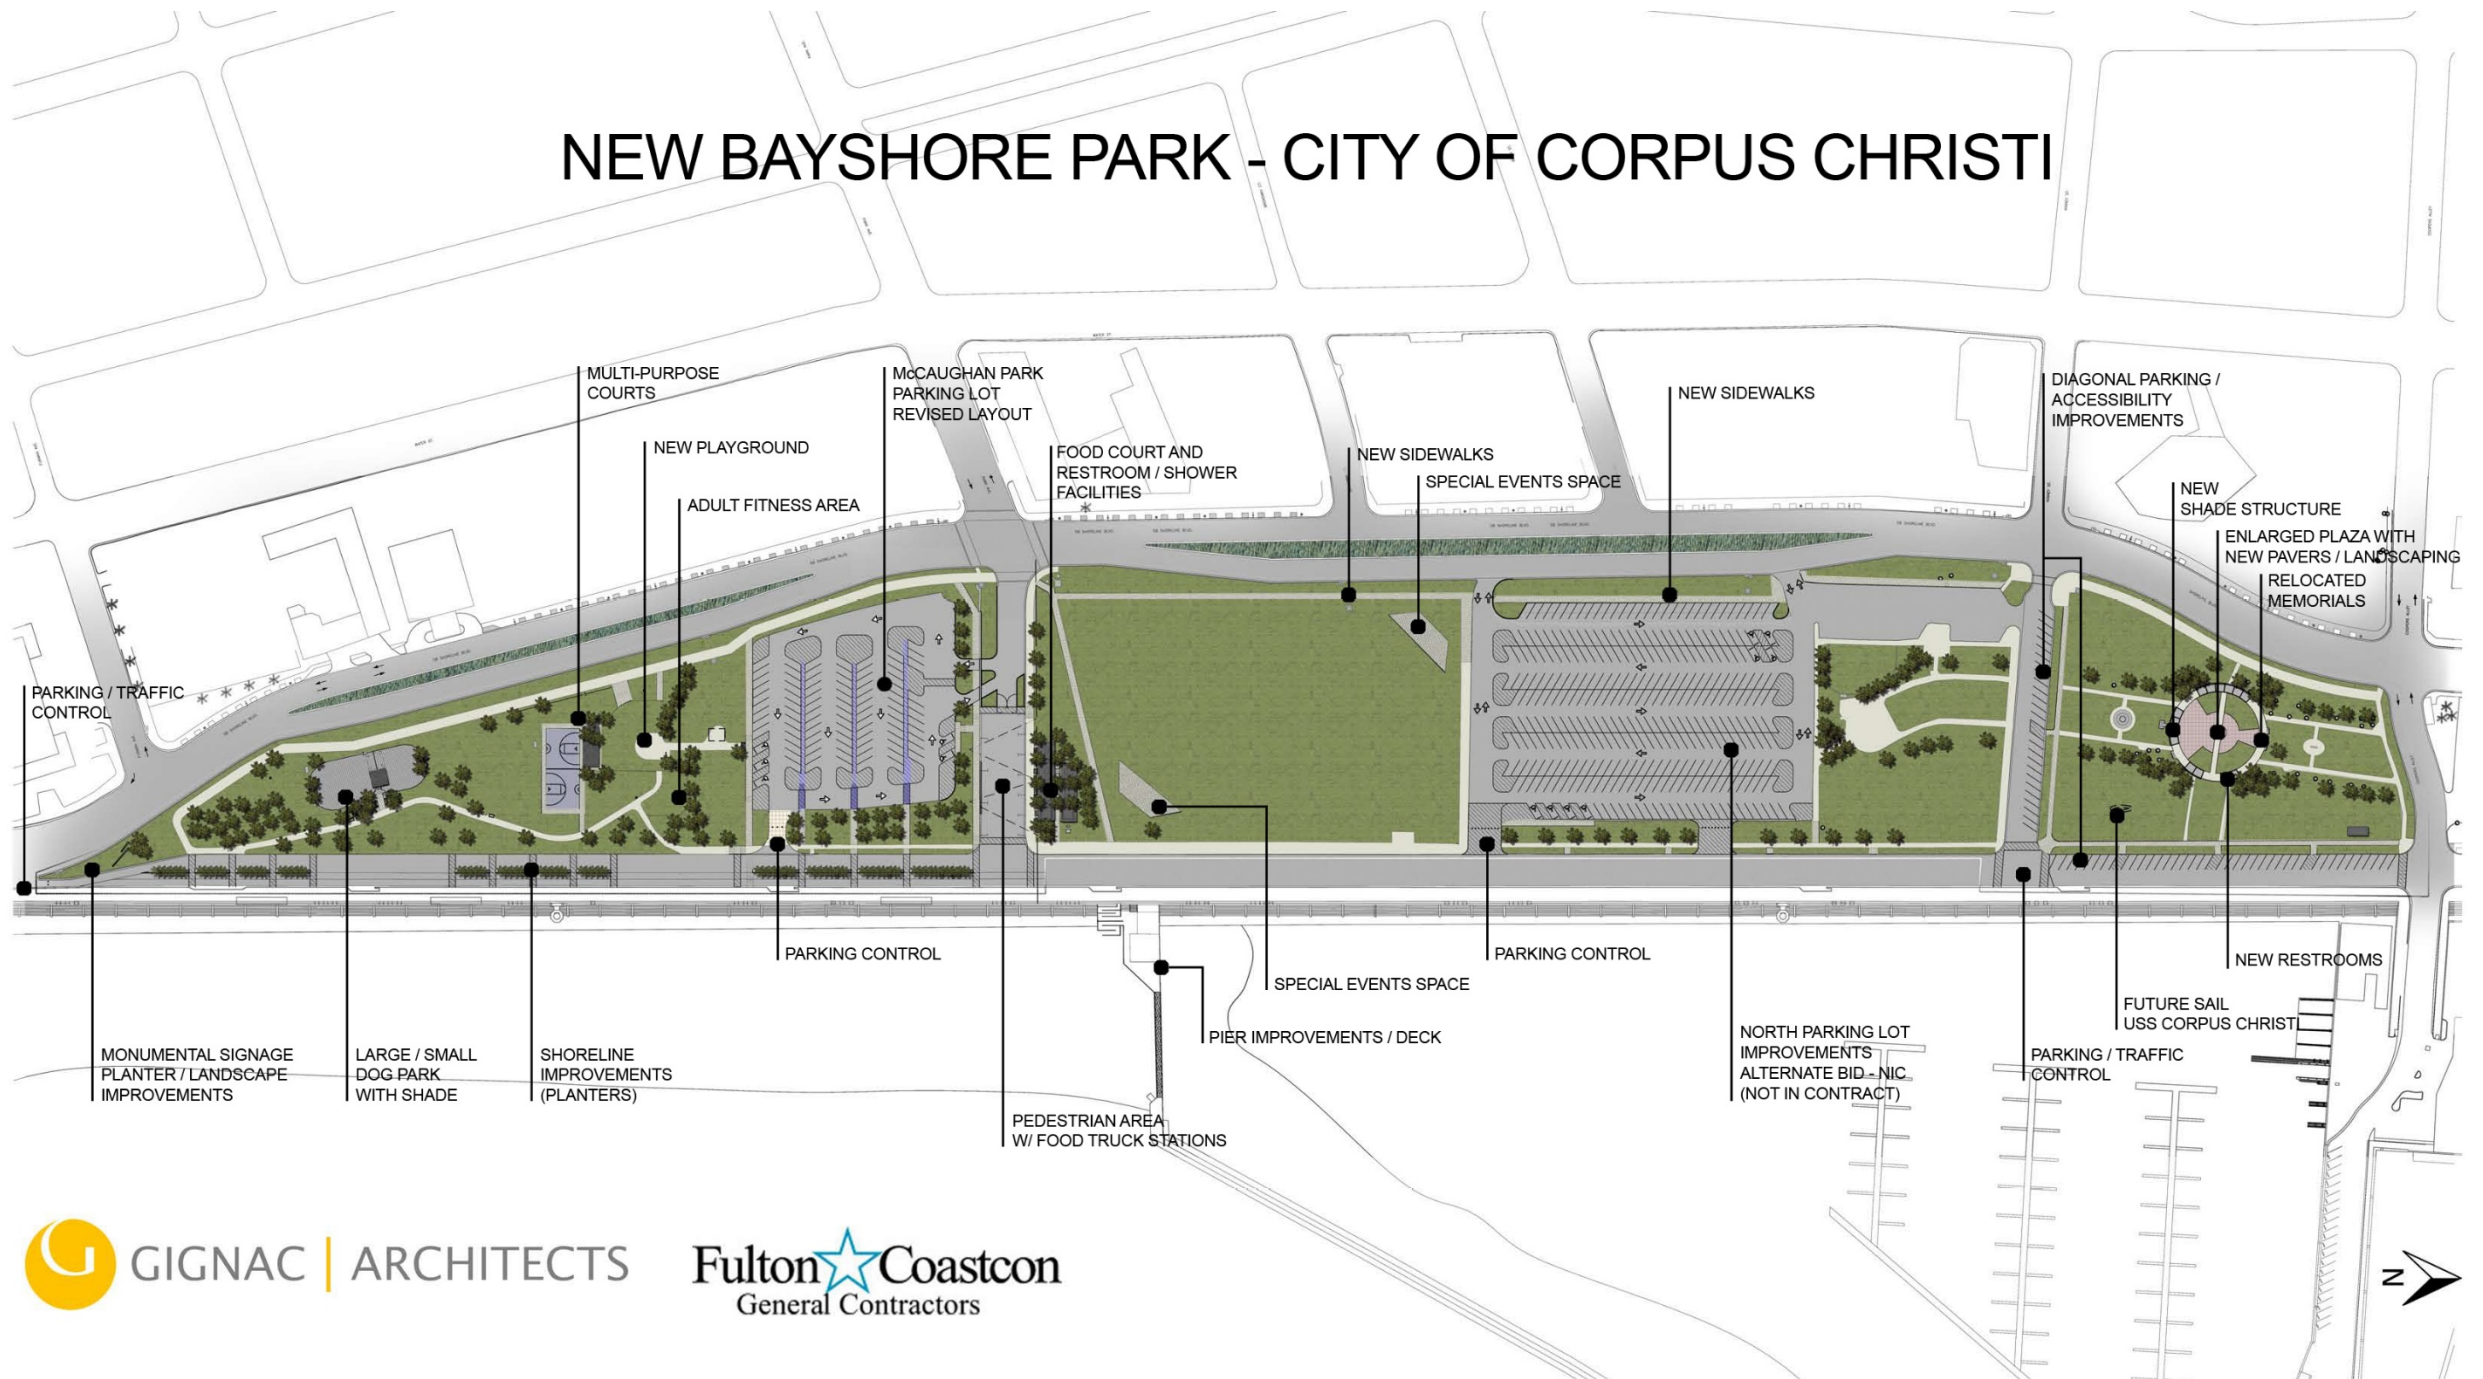 NEW BAYSHORE PARK - CITY OF CORPUS CHRISTI
MULTI-PURPOSE
COURTS
McCAUGHAN PARK
PARKING LOT
REVISED LAYOUT
NEW PLAYGROUND
ADULT FITNESS AREA
FOOD COURT AND
RESTROOM / SHOWER
FACILITIES
NEW SIDEWALKS
SPECIAL EVENTS SPACE
NEW SIDEWALKS
DIAGONAL PARKING /
ACCESSIBILITY
IMPROVEMENTS
NEW
SHADE STRUCTURE
ENLARGED PLAZA WITH
NEW PAVERS / LANDSCAPING
RELOCATED
MEMORIALS
PARKING / TRAFFIC
CONTROL
PARKING CONTROL
PARKING CONTROL
SPECIAL EVENTS SPACE
NEW RESTROOMS
FUTURE SAIL
USS CORPUS CHRISTI
PIER IMPROVEMENTS / DECK
MONUMENTAL SIGNAGE
PLANTER / LANDSCAPE
IMPROVEMENTS
LARGE / SMALL
DOG PARK
WITH SHADE
SHORELINE
IMPROVEMENTS
(PLANTERS)
NORTH PARKING LOT
IMPROVEMENTS
ALTERNATE BID - NIC
(NOT IN CONTRACT)
PARKING / TRAFFIC
CONTROL
PEDESTRIAN AREA
W/ FOOD TRUCK STATIONS
G GIGNAC | ARCHITECTS
Fulton Coastcon
General Contractors
N